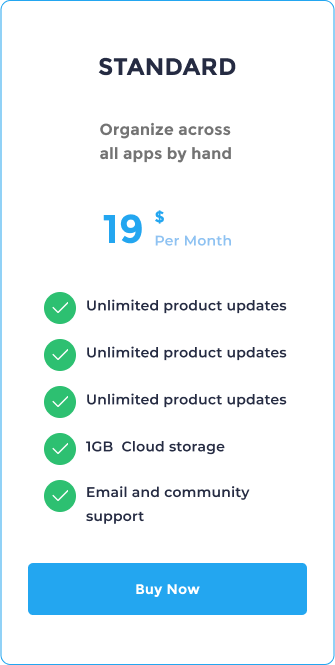 STANDARD
Organize across
all apps by hand
19 $
Per Month
Unlimited product updates
Unlimited product updates
Unlimited product updates
1GB  Cloud storage
Email and community
support
Buy Now